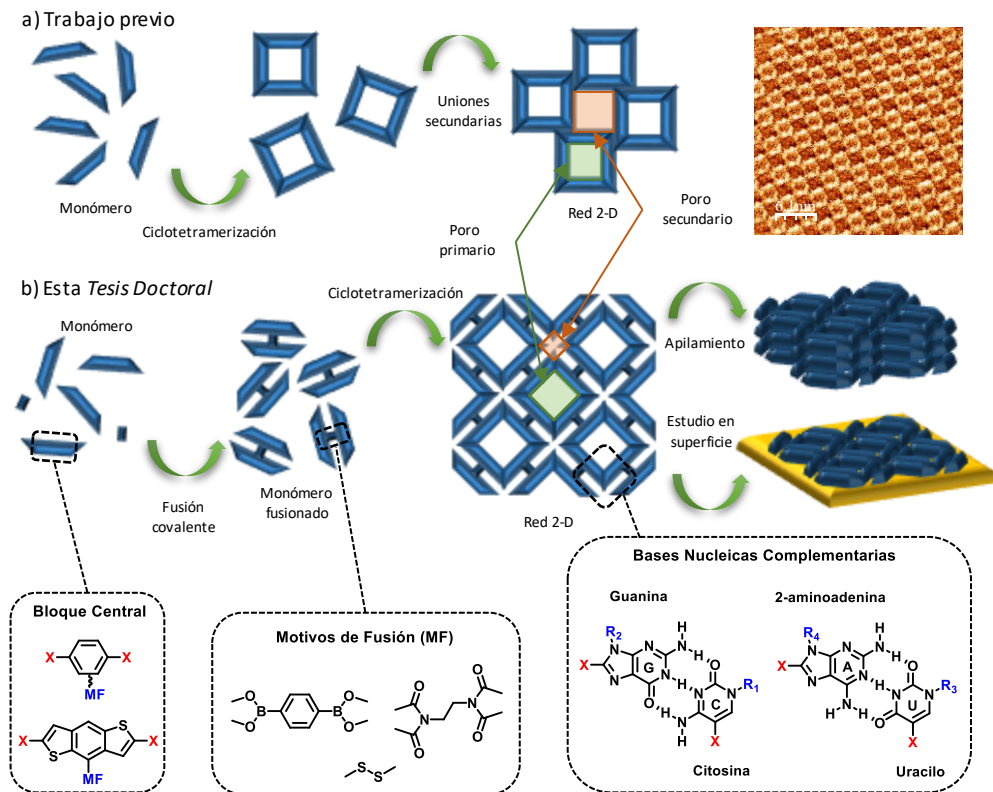 a) Trabajo previo
Monómero
Ciclotetramerización
Uniones
secundarias
Red 2-D
Poro
primario
Poro
secundario
6.1nm
b) Esta Tesis Doctoral
Monómero
Fusión
covalente
Monómero
fusionado
Ciclotetramerización
Red 2-D
Apilamiento
Estudio en
superficie
Bloque Central
X X
MF
S
X X
S
MF
Motivos de Fusión (MF)
O O
B B
O O
O O
N N
O O
S
S
Bases Nucleicas Complementarias
Guanina
2-aminoadenina
R2 H
N N N
H O
X G R1
N N H N N
O C
H N
H X
R4 H
N N N
H O
X A R3
N N H N N
N U
H H O
X
Citosina
Uracilo